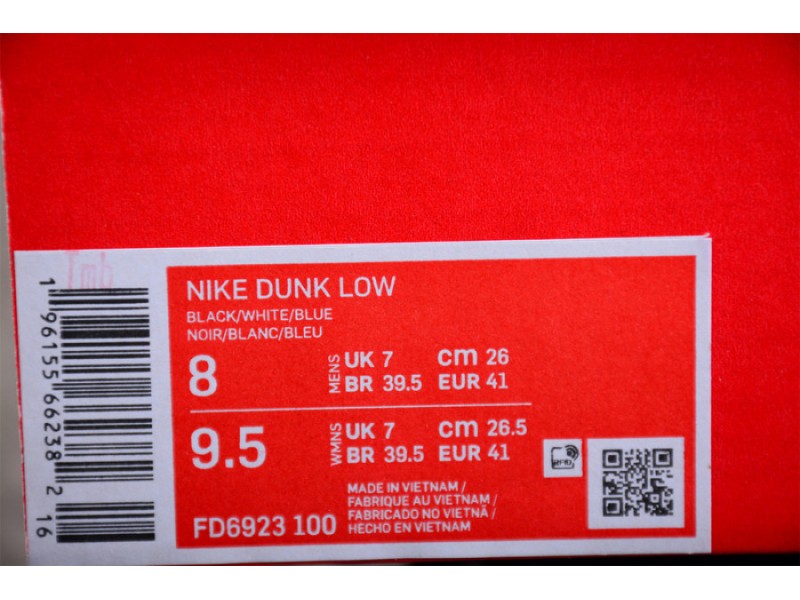 Tmb
1 96155 66238 2 16
NIKE DUNK LOW
BLACK/WHITE/BLUE
NOIR/BLANC/BLEU
8 MENS UK 7 cm 26
BR 39.5 EUR 41
9.5 WMNS UK 7 cm 26.5
BR 39.5 EUR 41
MADE IN VIETNAM /
FABRIQUE AU VIETNAM /
FABRICADO NO VIETNÃ /
HECHO EN VIETNAM
FD6923 100